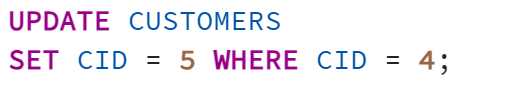 UPDATE CUSTOMERS
SET CID = 5 WHERE CID = 4;